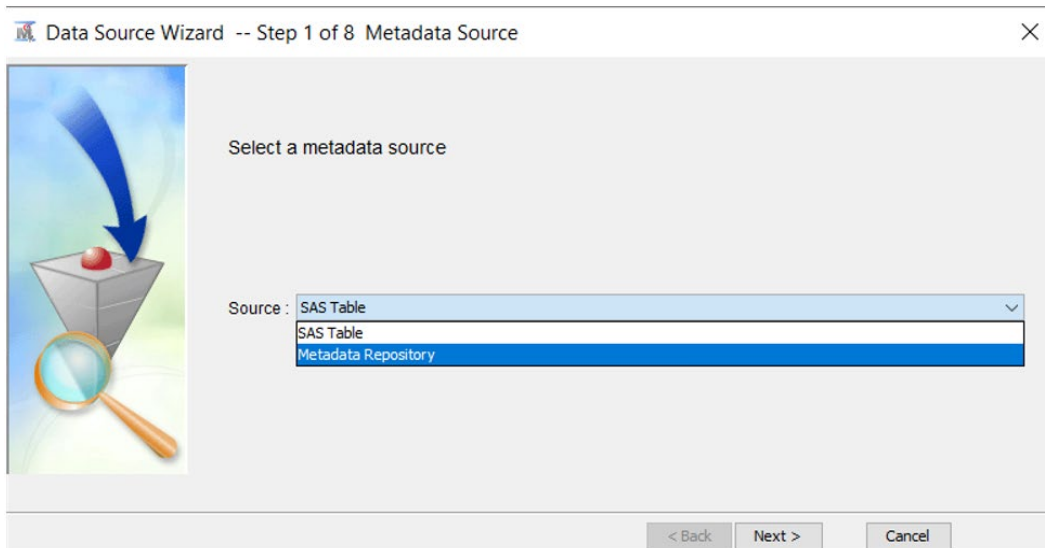 Data Source Wizard -- Step 1 of 8 Metadata Source
Select a metadata source
Source : SAS Table
SAS Table
Metadata Repository
< Back Next > Cancel